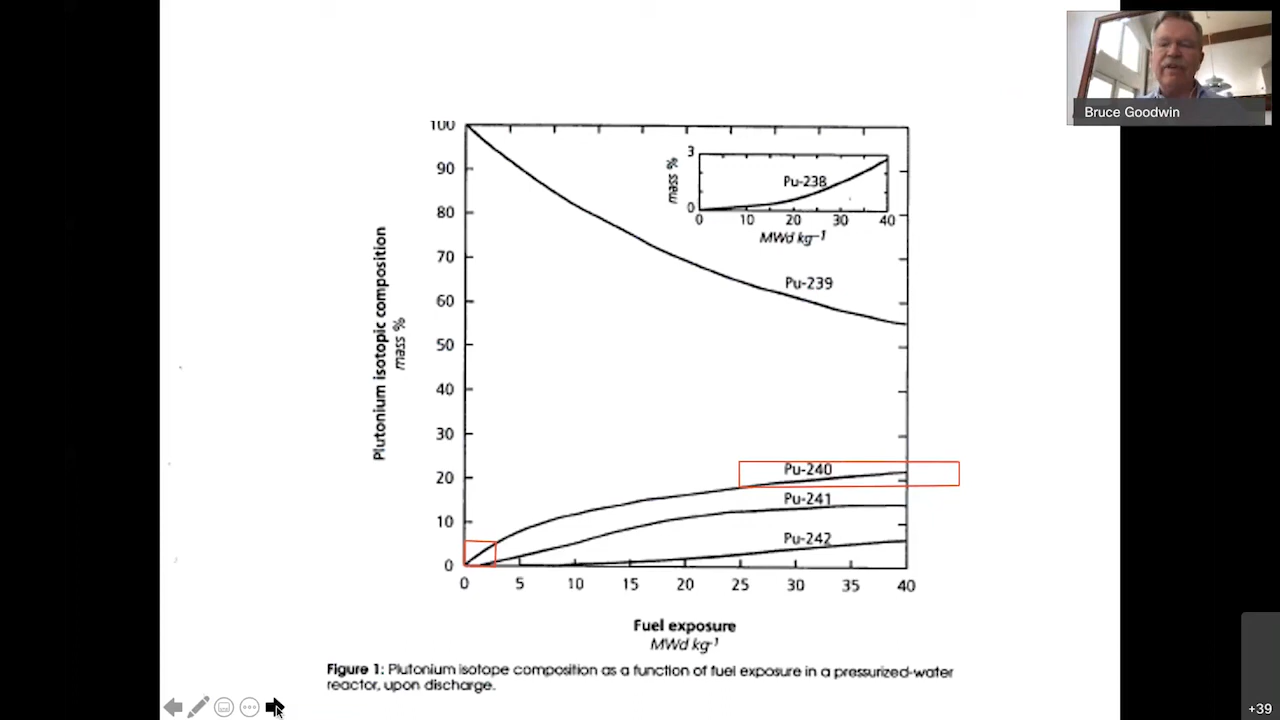 Bruce Goodwin
Plutonium isotopic composition
mass %
100
90
80
70
60
50
40
30
20
10
0
0 5 10 15 20 25 30 35 40
Fuel exposure
MWd kg⁻¹
mass %
3
0
Pu-238
0 10 20 30 40
MWd kg⁻¹
Pu-239
Pu-240
Pu-241
Pu-242
Figure 1: Plutonium isotope composition as a function of fuel exposure in a pressurized-water
reactor, upon discharge.
+39